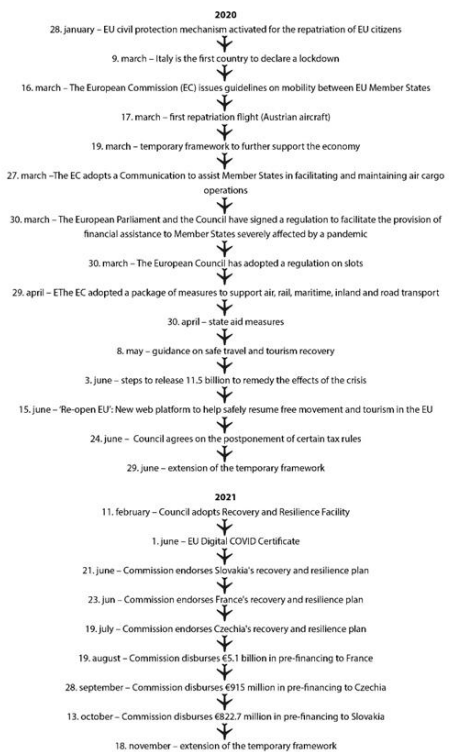 2020
28. january – EU civil protection mechanism activated for the repatriation of EU citizens
9. march – Italy is the first country to declare a lockdown
16. march – The European Commission (EC) issues guidelines on mobility between EU Member States
17. march – first repatriation flight (Austrian aircraft)
19. march – temporary framework to further support the economy
27. march –The EC adopts a Communication to assist Member States in facilitating and maintaining air cargo
operations
30. march – The European Parliament and the Council have signed a regulation to facilitate the provision of
financial assistance to Member States severely affected by a pandemic
30. march – The European Council has adopted a regulation on slots
29. april – EThe EC adopted a package of measures to support air, rail, maritime, inland and road transport
30. april – state aid measures
8. may – guidance on safe travel and tourism recovery
3. june – steps to release 11.5 billion to remedy the effects of the crisis
15. june – ‘Re-open EU’: New web platform to help safely resume free movement and tourism in the EU
24. june – Council agrees on the postponement of certain tax rules
29. june – extension of the temporary framework
2021
11. february – Council adopts Recovery and Resilience Facility
1. june – EU Digital COVID Certificate
21. june – Commission endorses Slovakia's recovery and resilience plan
23. jun – Commission endorses France's recovery and resilience plan
19. july – Commission endorses Czechia's recovery and resilience plan
19. august – Commission disburses €5.1 billion in pre-financing to France
28. september – Commission disburses €915 million in pre-financing to Czechia
13. october – Commission disburses €822.7 million in pre-financing to Slovakia
18. november – extension of the temporary framework